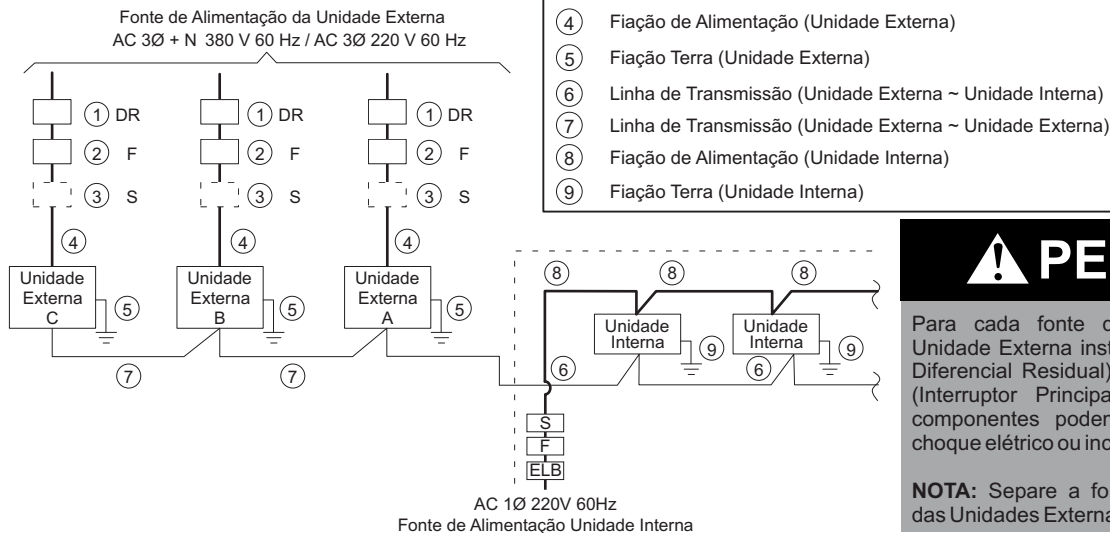 Fonte de Alimentação da Unidade Externa
AC 3Ø + N 380 V 60 Hz / AC 3Ø 220 V 60 Hz
1 DR
1 DR
1 DR
2 F
2 F
2 F
3 S
3 S
3 S
4
4
4
Unidade Externa C
5
Unidade Externa B
5
Unidade Externa A
5
7
7
4 Fiação de Alimentação (Unidade Externa)
5 Fiação Terra (Unidade Externa)
6 Linha de Transmissão (Unidade Externa ~ Unidade Interna)
7 Linha de Transmissão (Unidade Externa ~ Unidade Externa)
8 Fiação de Alimentação (Unidade Interna)
9 Fiação Terra (Unidade Interna)
8
8
8
Unidade Interna
9
Unidade Interna
9
6
6
S
F
ELB
AC 1Ø 220V 60Hz
Fonte de Alimentação Unidade Interna
PE
Para cada fonte
Unidade Externa
Diferencial Residual)
(Interruptor
componentes
choque elétrico ou
NOTA: Separe a
das Unidades